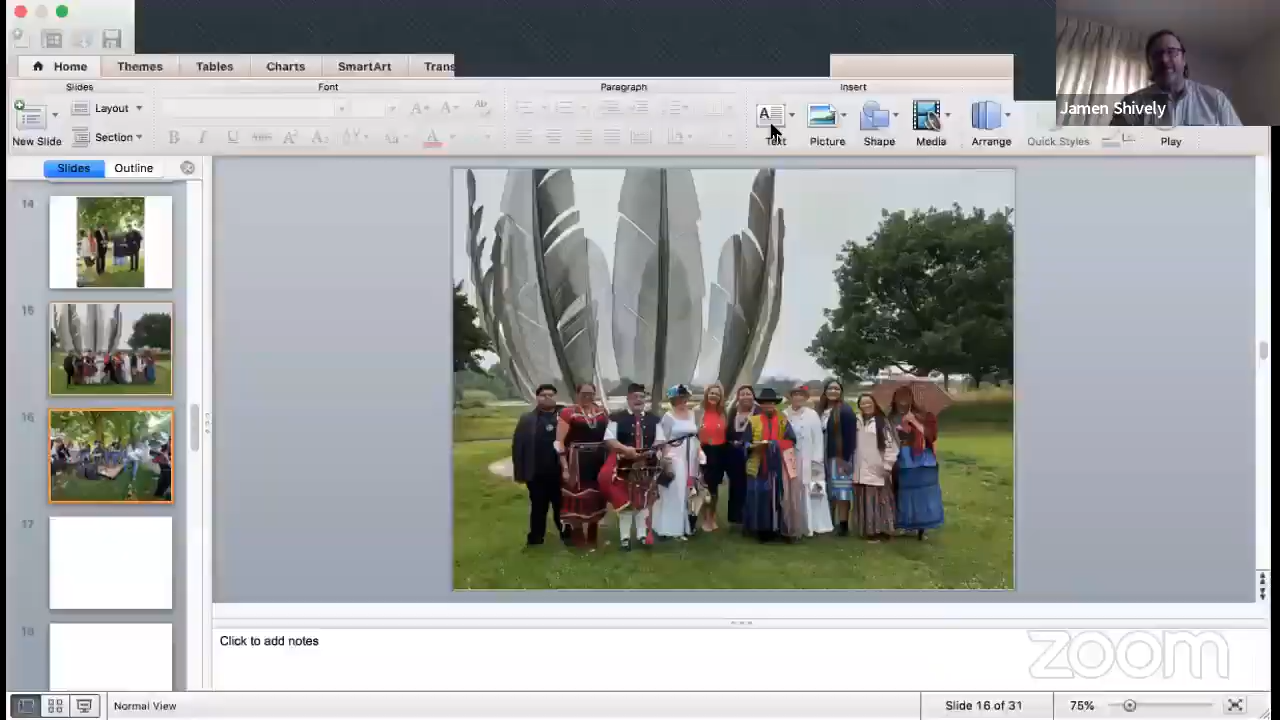 Home Themes Tables Charts SmartArt Trans
Slides Font Paragraph Insert
Layout
New Slide Section
Text Picture Shape Media Arrange Quick Styles Play
Jamen Shively
Slides Outline
14
15
16
17
18
Click to add notes
zoom
Normal View Slide 16 of 31 75%